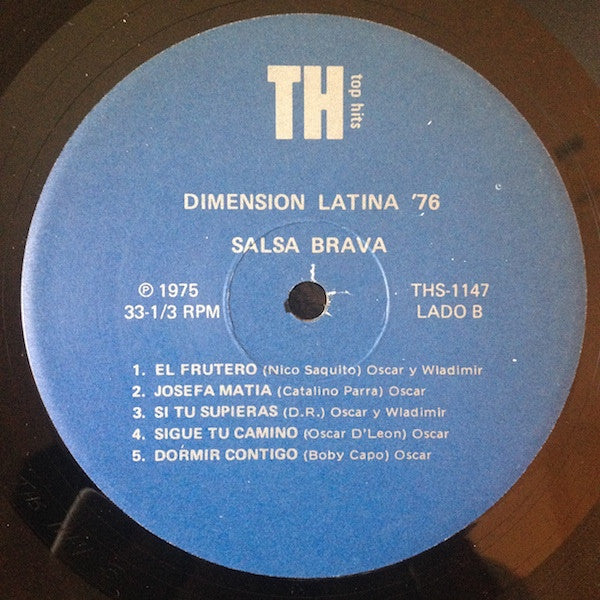 TH top hits
DIMENSION LATINA '76
SALSA BRAVA
℗ 1975
33-1/3 RPM
THS-1147
LADO B
1. EL FRUTERO (Nico Saquito) Oscar y Wladimir
2. JOSEFA MATIA (Catalino Parra) Oscar
3. SI TU SUPIERAS (D.R.) Oscar y Wladimir
4. SIGUE TU CAMINO (Oscar D'Leon) Oscar
5. DORMIR CONTIGO (Boby Capo) Oscar